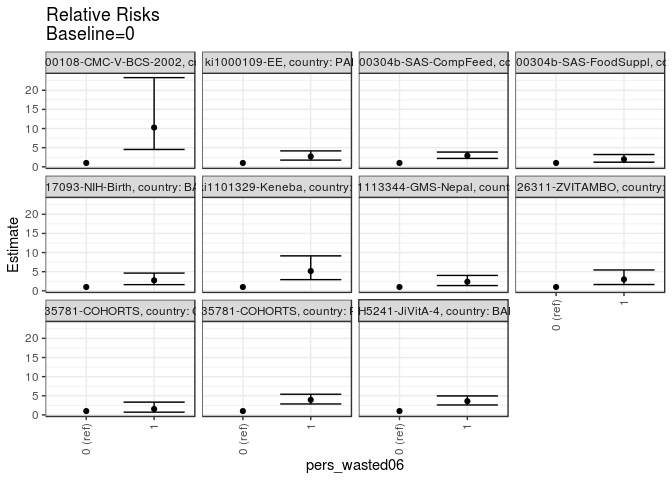 Relative Risks
Baseline=0
00108-CMC-V-BCS-2002, c
ki1000109-EE, country: PA
00304b-SAS-CompFeed, co
00304b-SAS-FoodSuppl, co
20
15
10
5
0
17093-NIH-Birth, country: BA
i1101329-Keneba, country:
1113344-GMS-Nepal, count
26311-ZVITAMBO, country:
20
15
10
5
0
Estimate
0 (ref)
1
35781-COHORTS, country:
35781-COHORTS, country:
H5241-JiVitA-4, country: BA
20
15
10
5
0
0 (ref)
1
0 (ref)
1
0 (ref)
1
pers_wasted06